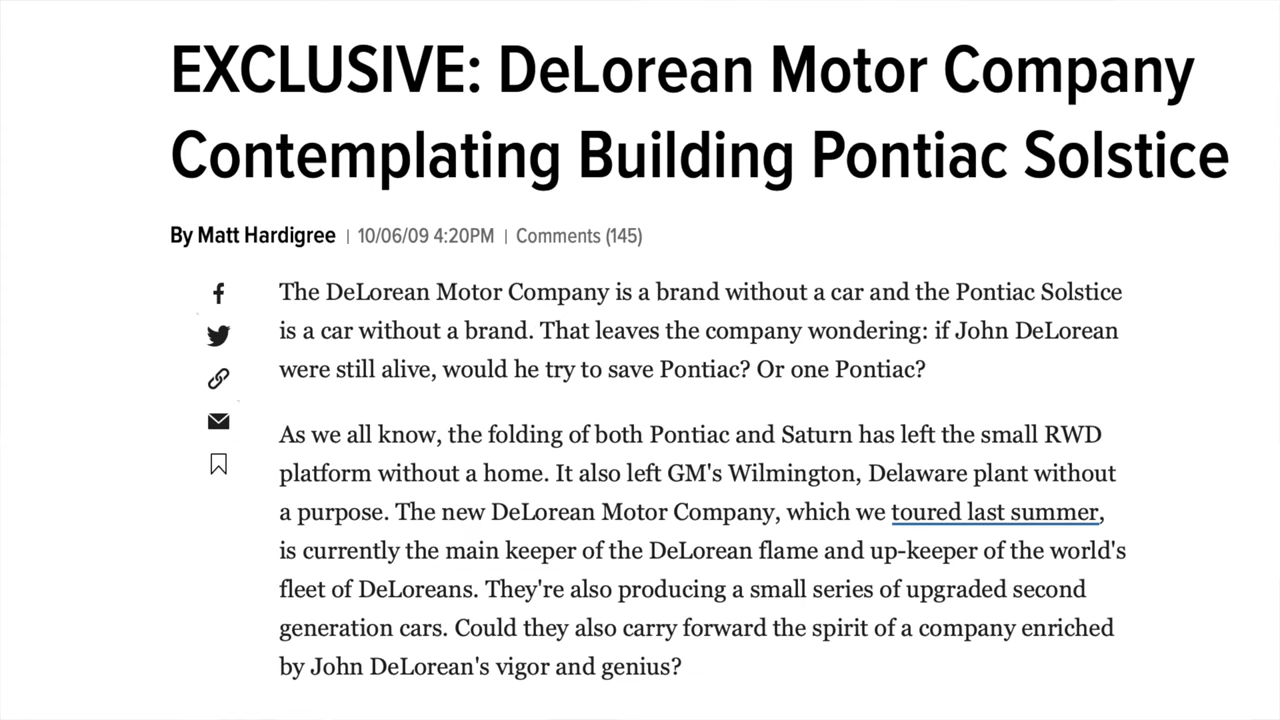 EXCLUSIVE: DeLorean Motor Company
Contemplating Building Pontiac Solstice
By Matt Hardigree | 10/06/09 4:20PM | Comments (145)
The DeLorean Motor Company is a brand without a car and the Pontiac Solstice
is a car without a brand. That leaves the company wondering: if John DeLorean
were still alive, would he try to save Pontiac? Or one Pontiac?
As we all know, the folding of both Pontiac and Saturn has left the small RWD
platform without a home. It also left GM's Wilmington, Delaware plant without
a purpose. The new DeLorean Motor Company, which we toured last summer,
is currently the main keeper of the DeLorean flame and up-keeper of the world's
fleet of DeLoreans. They're also producing a small series of upgraded second
generation cars. Could they also carry forward the spirit of a company enriched
by John DeLorean's vigor and genius?